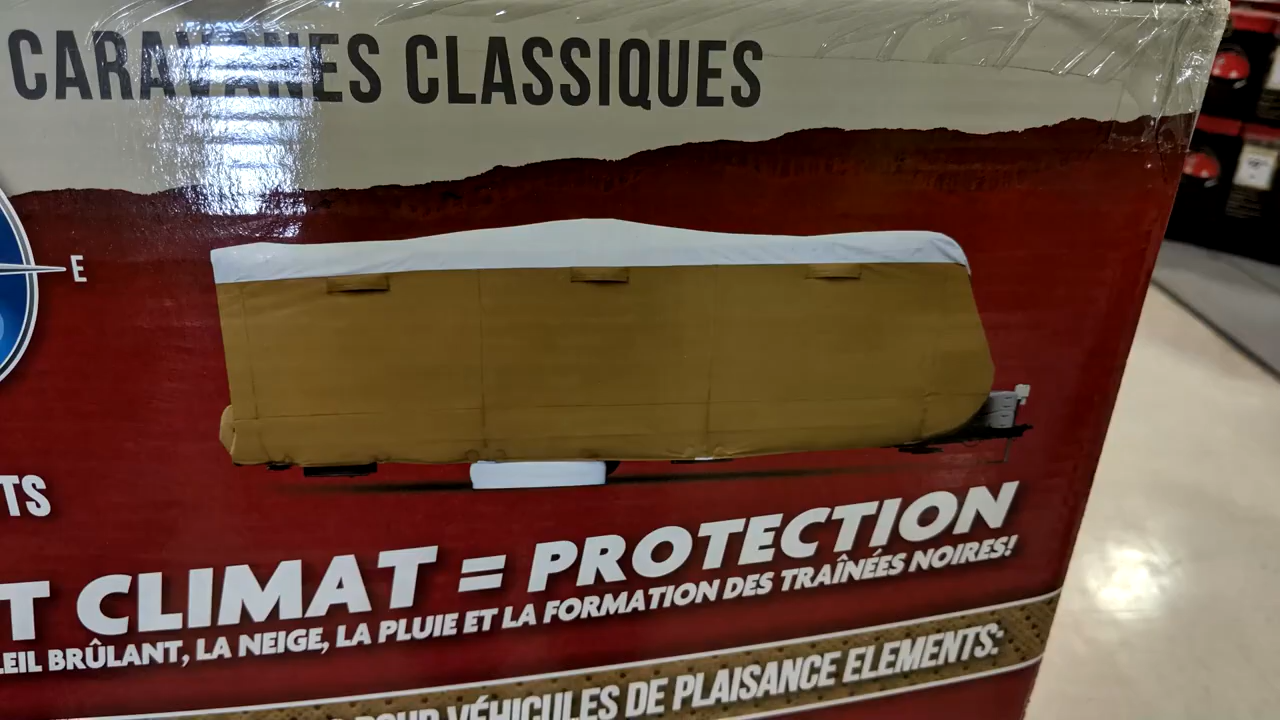 CARAVANES CLASSIQUES
E
TS
T CLIMAT = PROTECTION
LEIL BRÛLANT, LA NEIGE, LA PLUIE ET LA FORMATION DES TRAÎNÉES NOIRES!
POUR VÉHICULES DE PLAISANCE ELEMENTS: